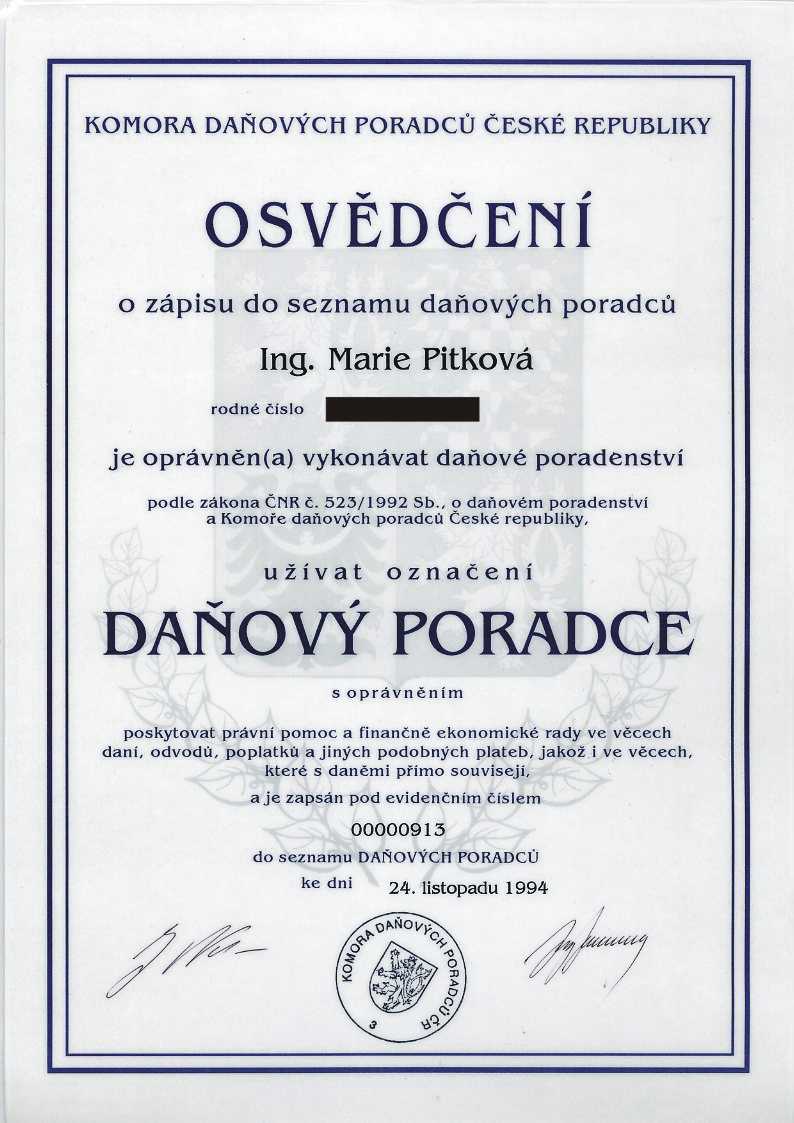 KOMORA DAŇOVÝCH PORADCŮ ČESKÉ REPUBLIKY
OSVĚDČENÍ
o zápisu do seznamu daňových poradců
Ing. Marie Pitková
rodné číslo
je oprávněn(a) vykonávat daňové poradenství
podle zákona ČNR č. 523/1992 Sb., o daňovém poradenství
a Komoře daňových poradců České republiky,
užívat označení
DAŇOVÝ PORADCE
s oprávněním
poskytovat právní pomoc a finančně ekonomické rady ve věcech
daní, odvodů, poplatků a jiných podobných plateb, jakož i ve věcech,
které s daněmi přímo souvisejí,
a je zapsán pod evidenčním číslem
00000913
do seznamu DAŇOVÝCH PORADCŮ
ke dni 24. listopadu 1994
KOMORA DAŇOVÝCH PORADCŮ ČR
3